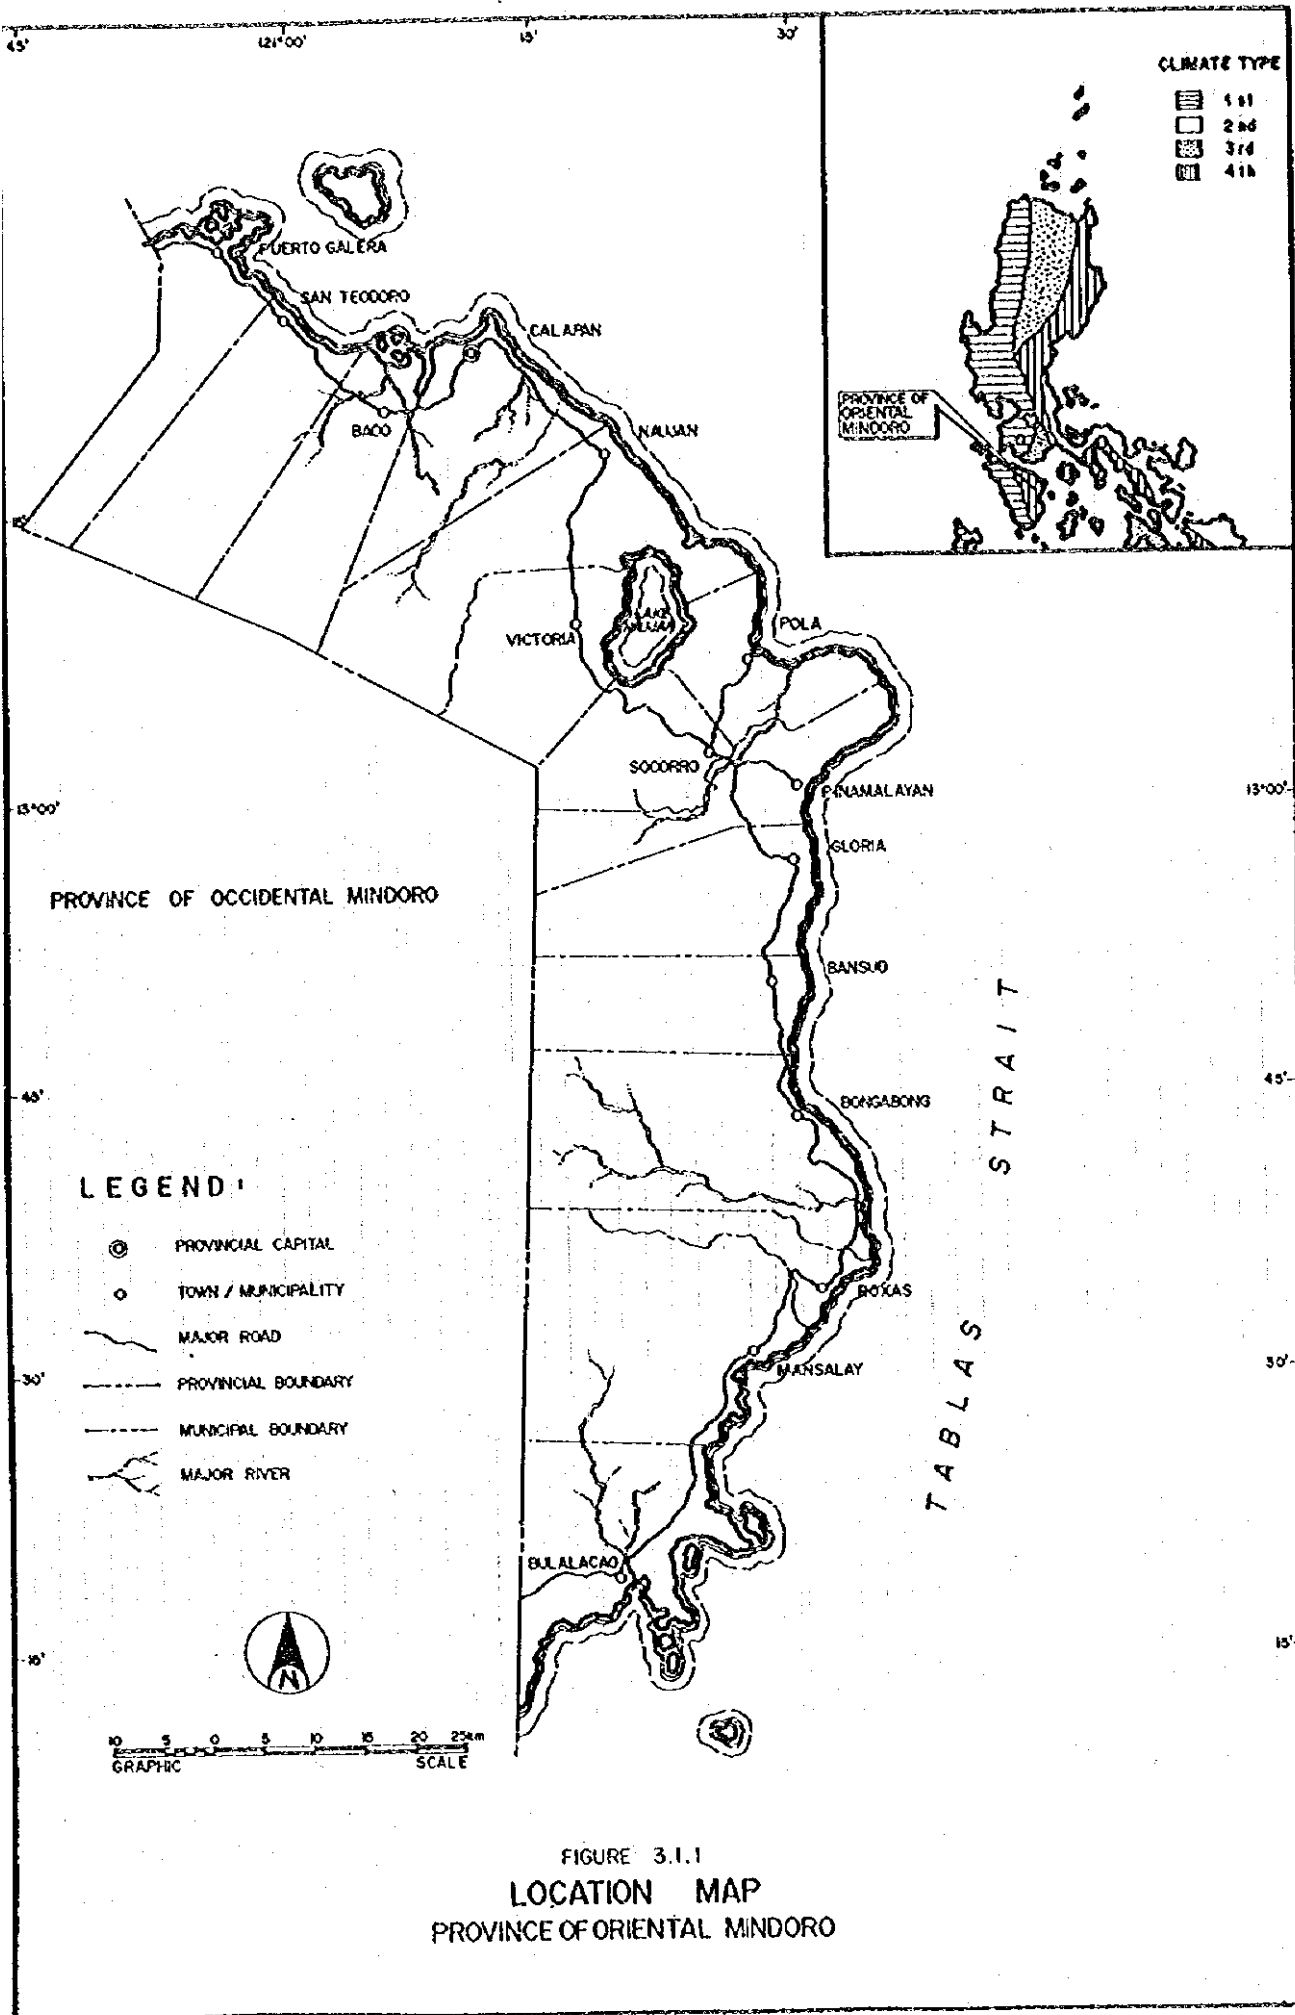 45'
121°00'
15'
30'
CLIMATE TYPE
1st
2nd
3rd
4th
PROVINCE OF
ORIENTAL
MINDORO
PUERTO GALERA
SAN TEODORO
CALAPAN
BACO
NAUJAN
LAKE
NAUJAN
VICTORIA
POLA
SOCORRO
PINAMALAYAN
13°00'
13°00'
GLORIA
PROVINCE OF OCCIDENTAL MINDORO
BANSUD
TABLAS STRAIT
45'
45'
BONGABONG
LEGEND:
PROVINCIAL CAPITAL
TOWN / MUNICIPALITY
MAJOR ROAD
PROVINCIAL BOUNDARY
MUNICIPAL BOUNDARY
MAJOR RIVER
ROXAS
30'
30'
MANSALAY
BULALACAO
N
15'
15'
10 5 0 5 10 15 20 25km
GRAPHIC SCALE
FIGURE 3.1.1
LOCATION MAP
PROVINCE OF ORIENTAL MINDORO